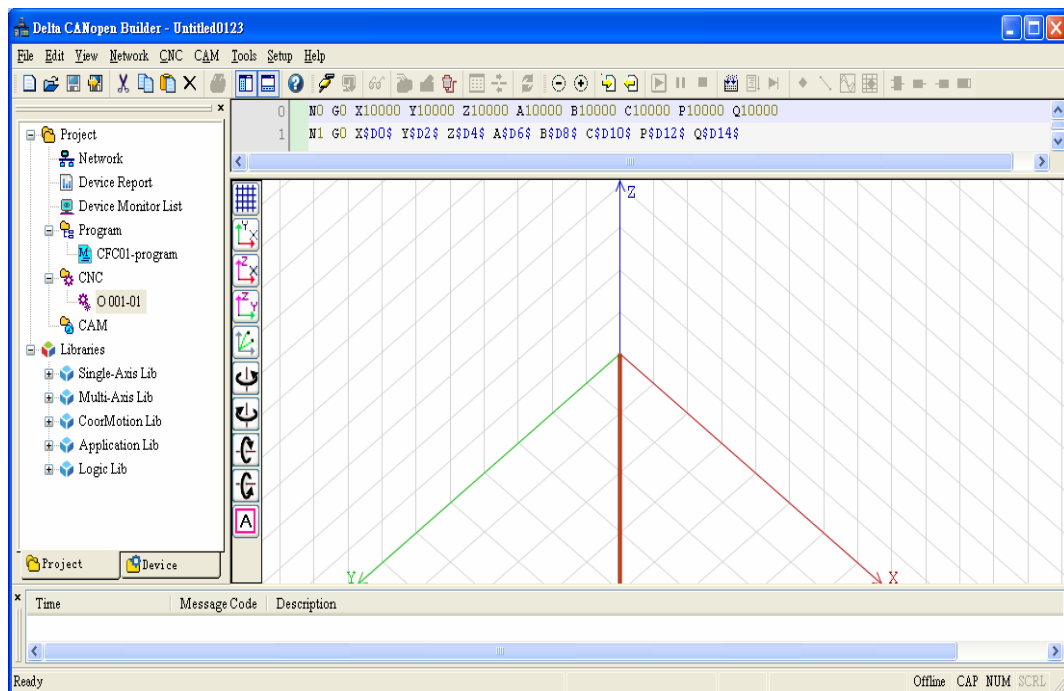 Delta CANopen Builder - Untitled0123
File Edit View Network CNC CAM Tools Setup Help
0 N0 G0 X10000 Y10000 Z10000 A10000 B10000 C10000 P10000 Q10000
1 N1 G0 X$D0$ Y$D2$ Z$D4$ A$D6$ B$D8$ C$D10$ P$D12$ Q$D14$
Project
Network
Device Report
Device Monitor List
Program
CFC01-program
CNC
O 001-01
CAM
Libraries
Single-Axis Lib
Multi-Axis Lib
CoorMotion Lib
Application Lib
Logic Lib
Project Device
Y X
Z X
Z Y
A
Z
Y
X
Time Message Code Description
Ready Offline CAP NUM SCRL